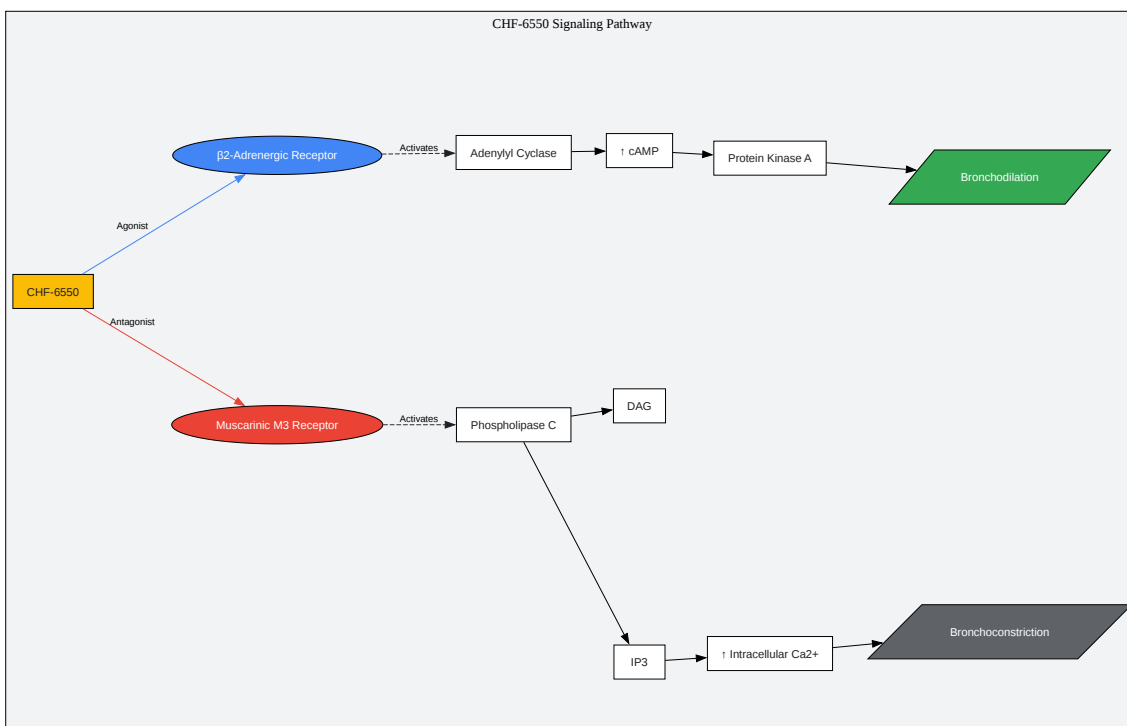 CHF-6550 Signaling Pathway
β2-Adrenergic Receptor
Activates
Adenylyl Cyclase
↑ cAMP
Protein Kinase A
Bronchodilation
Agonist
CHF-6550
Antagonist
Muscarinic M3 Receptor
Activates
Phospholipase C
DAG
IP3
↑ Intracellular Ca2+
Bronchoconstriction